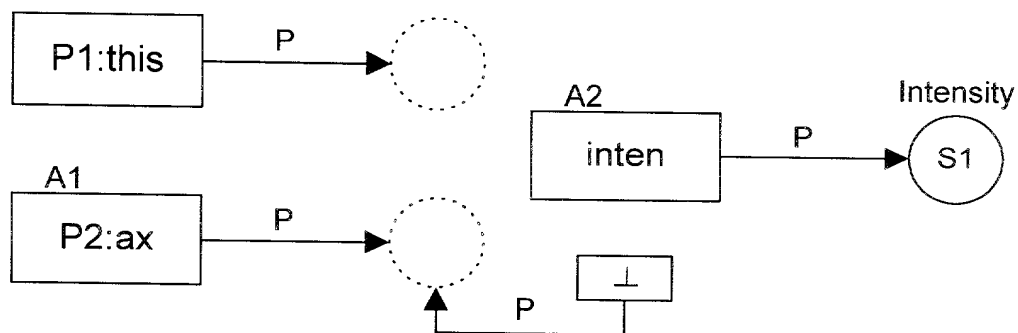 P1:this
P
A1
P2:ax
P
A2
inten
P
Intensity
S1
⊥
P